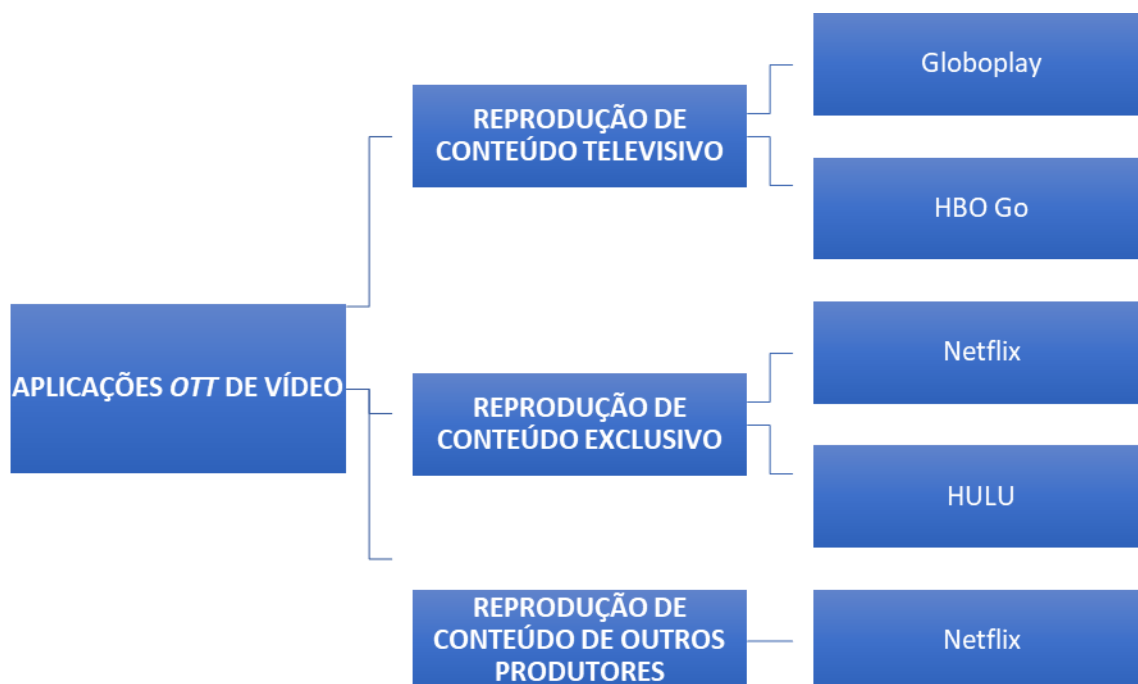 APLICAÇÕES OTT DE VÍDEO
REPRODUÇÃO DE
CONTEÚDO TELEVISIVO
Globoplay
HBO Go
REPRODUÇÃO DE
CONTEÚDO EXCLUSIVO
Netflix
HULU
REPRODUÇÃO DE
CONTEÚDO DE OUTROS
PRODUTORES
Netflix